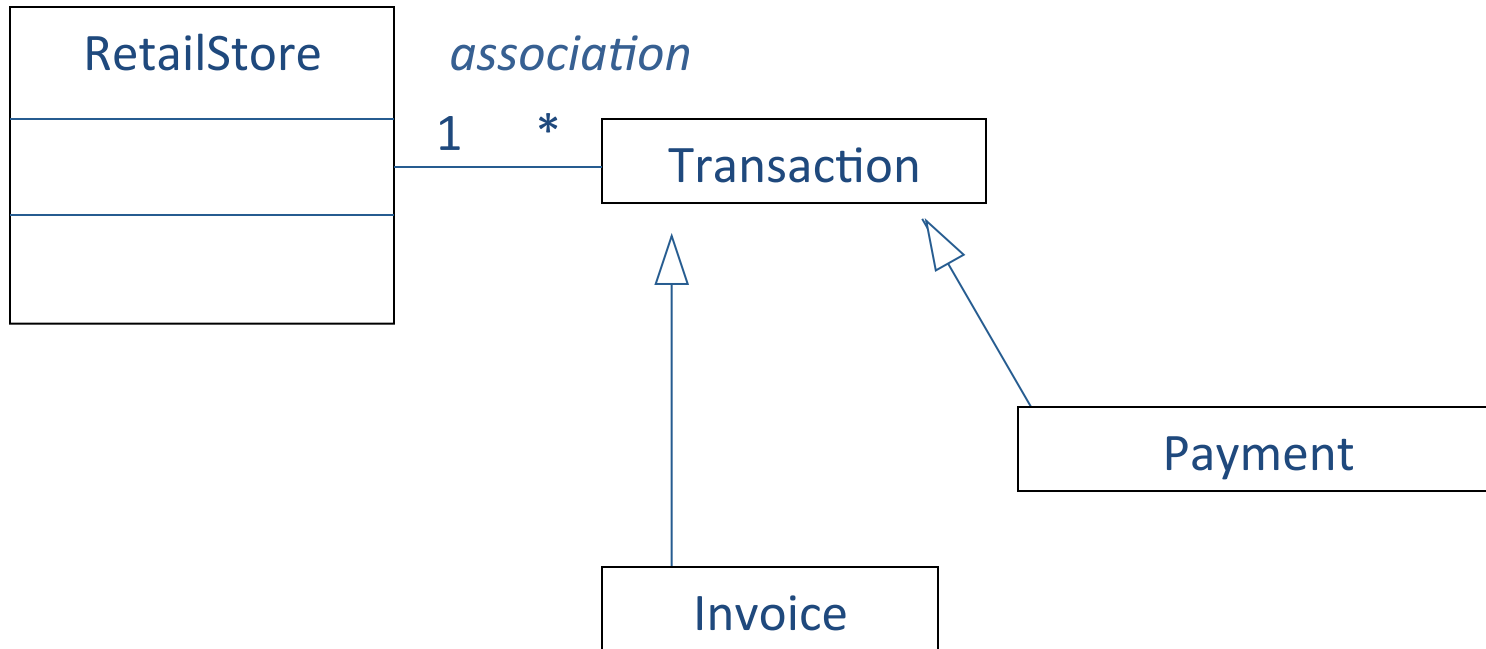 RetailStore
association
1 *
Transaction
Payment
Invoice